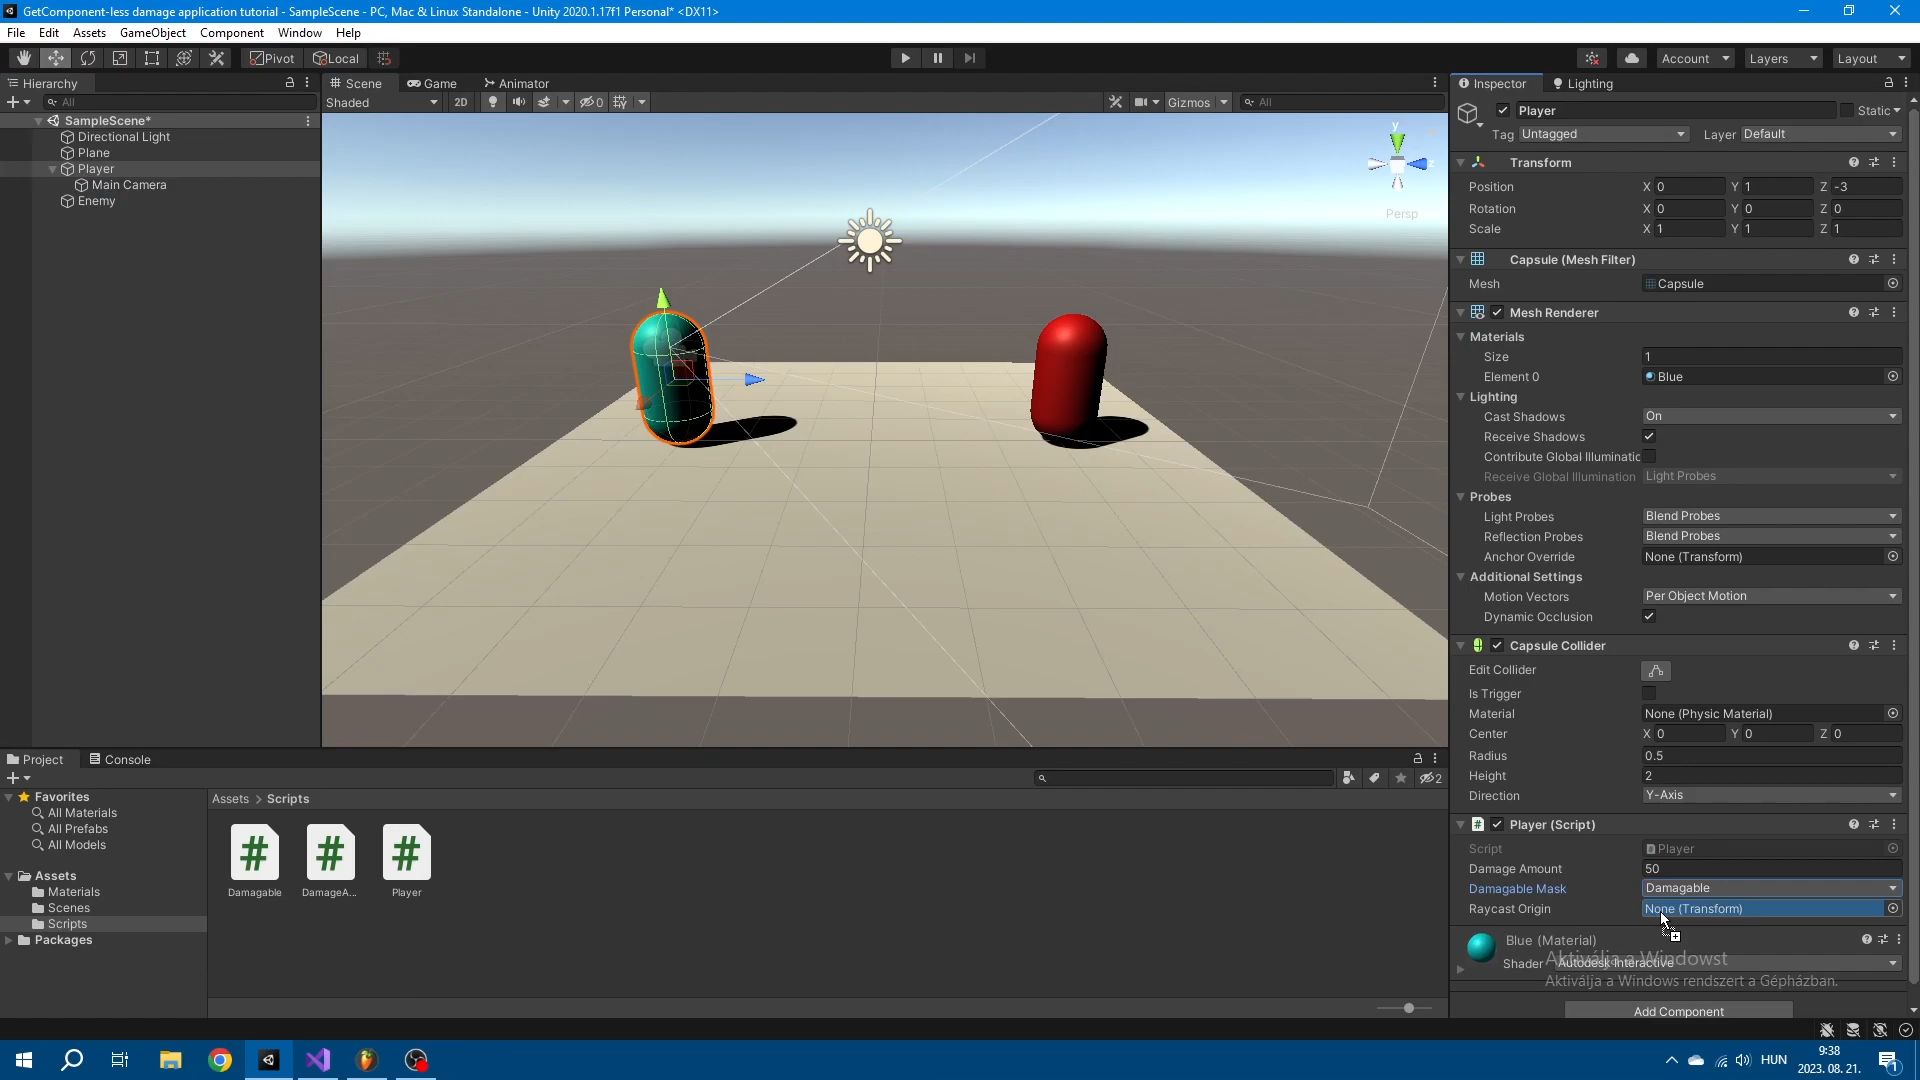 GetComponent-less damage application tutorial - SampleScene - PC, Mac & Linux Standalone - Unity 2020.1.17f1 Personal* <DX11>
File Edit Assets GameObject Component Window Help
Pivot Local Account Layers Layout
Hierarchy
All
SampleScene*
Directional Light
Plane
Player
Main Camera
Enemy
Scene Game Animator
Shaded 2D 0 Gizmos All
y
z
Persp
Project Console
2
Favorites
All Materials
All Prefabs
All Models
Assets
Materials
Scenes
Scripts
Packages
Assets > Scripts
Damagable DamageA... Player
Inspector Lighting
Player Static
Tag Untagged Layer Default
Transform
Position X 0 Y 1 Z -3
Rotation X 0 Y 0 Z 0
Scale X 1 Y 1 Z 1
Capsule (Mesh Filter)
Mesh Capsule
Mesh Renderer
Materials
Size 1
Element 0 Blue
Lighting
Cast Shadows On
Receive Shadows
Contribute Global Illuminatic
Receive Global Illumination Light Probes
Probes
Light Probes Blend Probes
Reflection Probes Blend Probes
Anchor Override None (Transform)
Additional Settings
Motion Vectors Per Object Motion
Dynamic Occlusion
Capsule Collider
Edit Collider
Is Trigger
Material None (Physic Material)
Center X 0 Y 0 Z 0
Radius 0.5
Height 2
Direction Y-Axis
Player (Script)
Script Player
Damage Amount 50
Damagable Mask Damagable
Raycast Origin None (Transform)
Blue (Material)
Shader Autodesk Interactive
Aktiválja a Windowst
Aktiválja a Windows rendszert a Gépházban.
Add Component
HUN
9:38
2023. 08. 21.
1